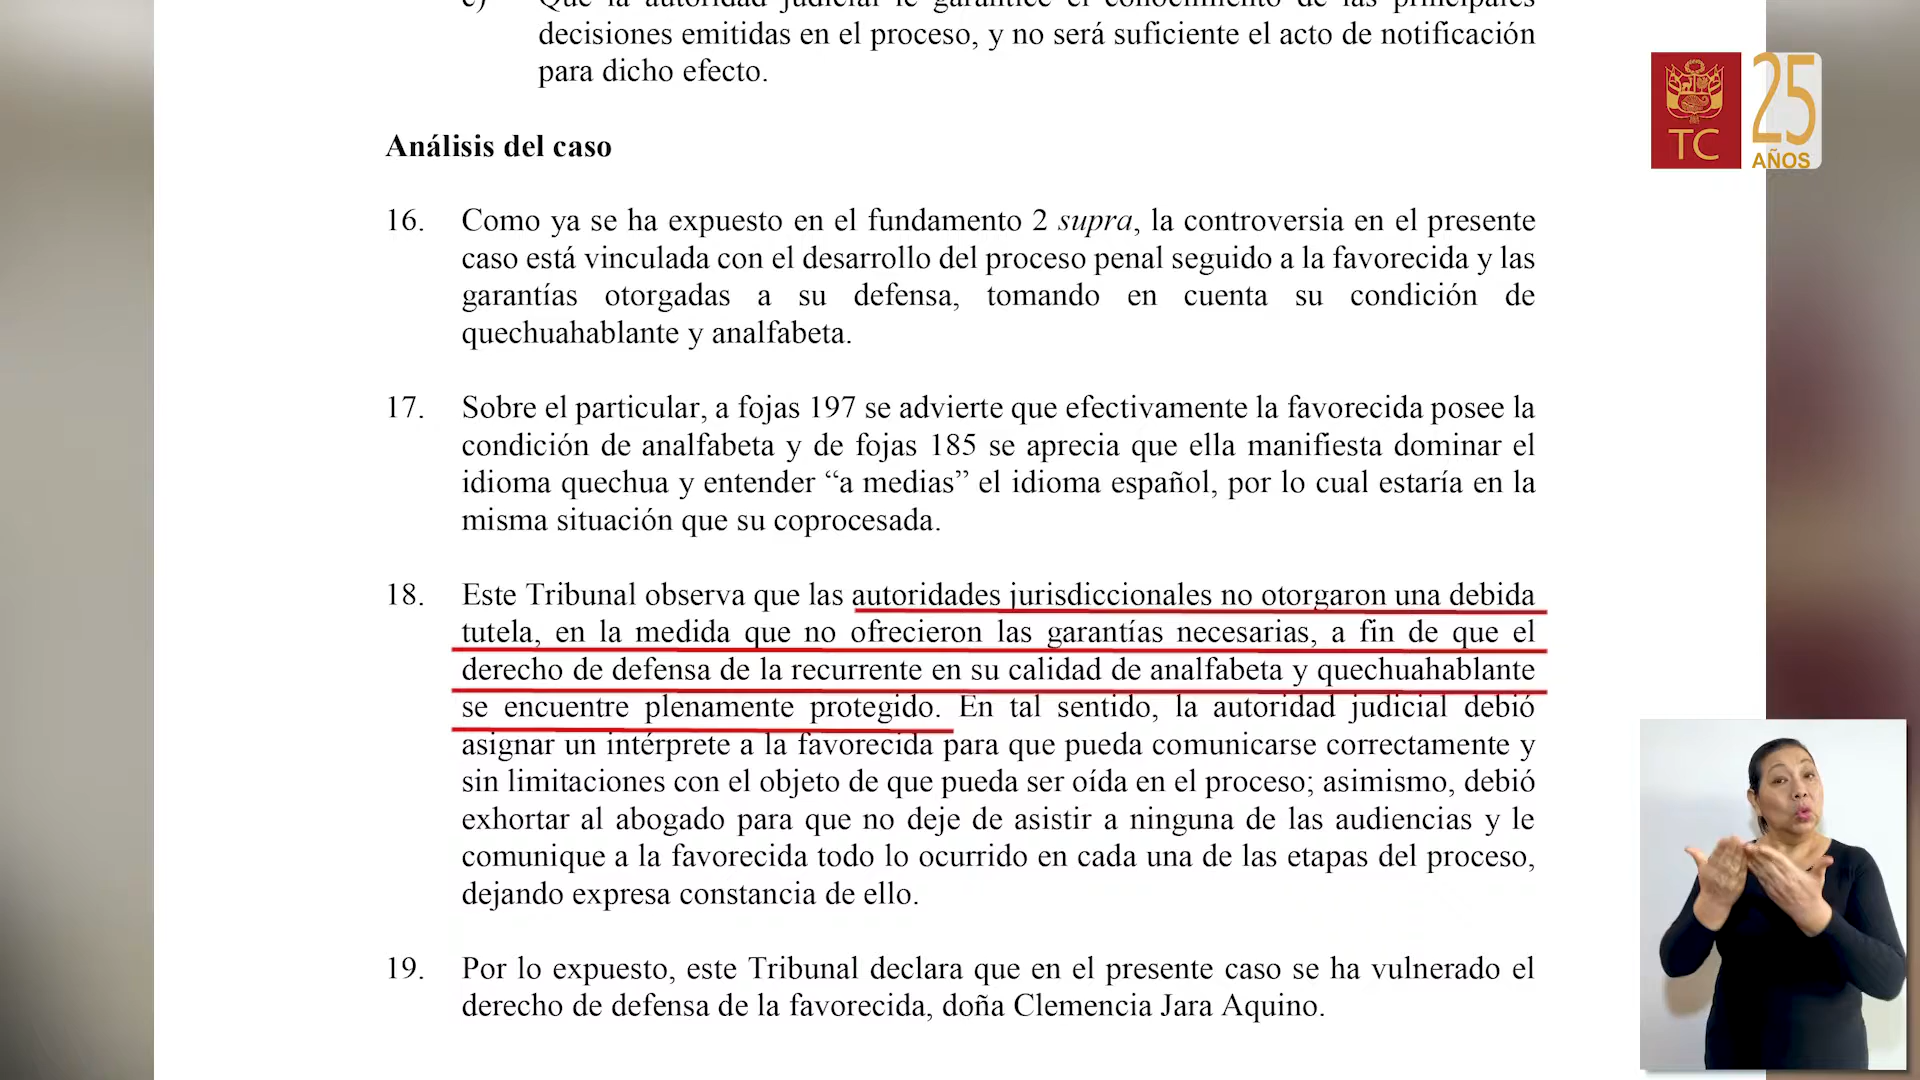 c) Que la autoridad judicial le garantice el conocimiento de las principales
decisiones emitidas en el proceso, y no será suficiente el acto de notificación
para dicho efecto.
Análisis del caso
16. Como ya se ha expuesto en el fundamento 2 supra, la controversia en el presente
caso está vinculada con el desarrollo del proceso penal seguido a la favorecida y las
garantías otorgadas a su defensa, tomando en cuenta su condición de
quechuahablante y analfabeta.
17. Sobre el particular, a fojas 197 se advierte que efectivamente la favorecida posee la
condición de analfabeta y de fojas 185 se aprecia que ella manifiesta dominar el
idioma quechua y entender “a medias” el idioma español, por lo cual estaría en la
misma situación que su coprocesada.
18. Este Tribunal observa que las autoridades jurisdiccionales no otorgaron una debida
tutela, en la medida que no ofrecieron las garantías necesarias, a fin de que el
derecho de defensa de la recurrente en su calidad de analfabeta y quechuahablante
se encuentre plenamente protegido. En tal sentido, la autoridad judicial debió
asignar un intérprete a la favorecida para que pueda comunicarse correctamente y
sin limitaciones con el objeto de que pueda ser oída en el proceso; asimismo, debió
exhortar al abogado para que no deje de asistir a ninguna de las audiencias y le
comunique a la favorecida todo lo ocurrido en cada una de las etapas del proceso,
dejando expresa constancia de ello.
19. Por lo expuesto, este Tribunal declara que en el presente caso se ha vulnerado el
derecho de defensa de la favorecida, doña Clemencia Jara Aquino.
TC
25
AÑOS